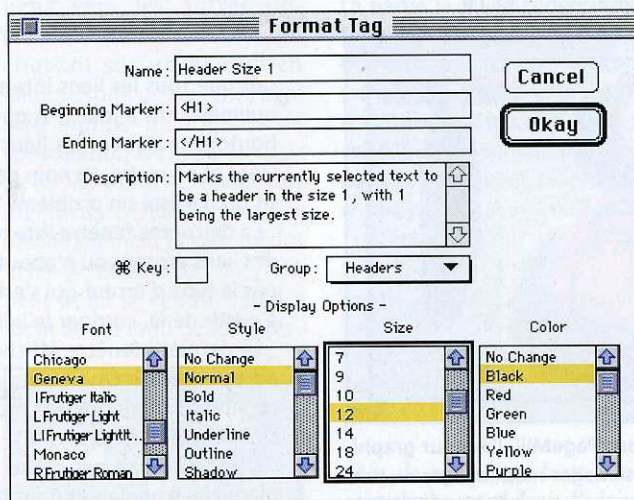 Format Tag
Name: Header Size 1
Cancel
Beginning Marker: <H1>
Okay
Ending Marker: </H1>
Description: Marks the currently selected text to
be a header in the size 1, with 1
being the largest size.
⌘ Key: Group: Headers
- Display Options -
Font Style Size Color
Chicago No Change 7 No Change
Geneva Normal 9 Black
I Frutiger Italic Bold 10 Red
L Frutiger Light Italic 12 Green
LI Frutiger LightIt... Underline 14 Blue
Monaco Outline 18 Yellow
R Frutiger Roman Shadow 24 Purple